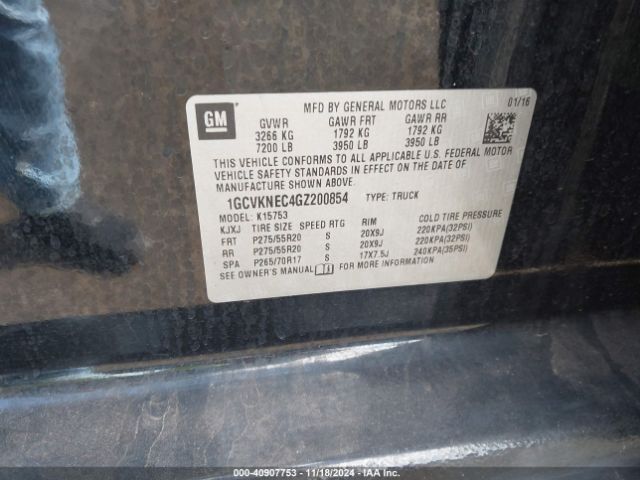 GM
MFD BY GENERAL MOTORS LLC 01/16
GVWR GAWR FRT GAWR RR
3266 KG 1792 KG 1792 KG
7200 LB 3950 LB 3950 LB
THIS VEHICLE CONFORMS TO ALL APPLICABLE U.S. FEDERAL MOTOR
VEHICLE SAFETY STANDARDS IN EFFECT ON THE DATE OF
MANUFACTURE SHOWN ABOVE.
1GCVKNEC4GZ200854 TYPE: TRUCK
MODEL: K15753
KJXJ TIRE SIZE SPEED RTG RIM COLD TIRE PRESSURE
FRT P275/55R20 S 20X9J 220KPA(32PSI)
RR P275/55R20 S 20X9J 220KPA(32PSI)
SPA P265/70R17 S 17X7.5J 240KPA(35PSI)
SEE OWNER'S MANUAL FOR MORE INFORMATION
000-40907753 - 11/18/2024 - IAAI.COM